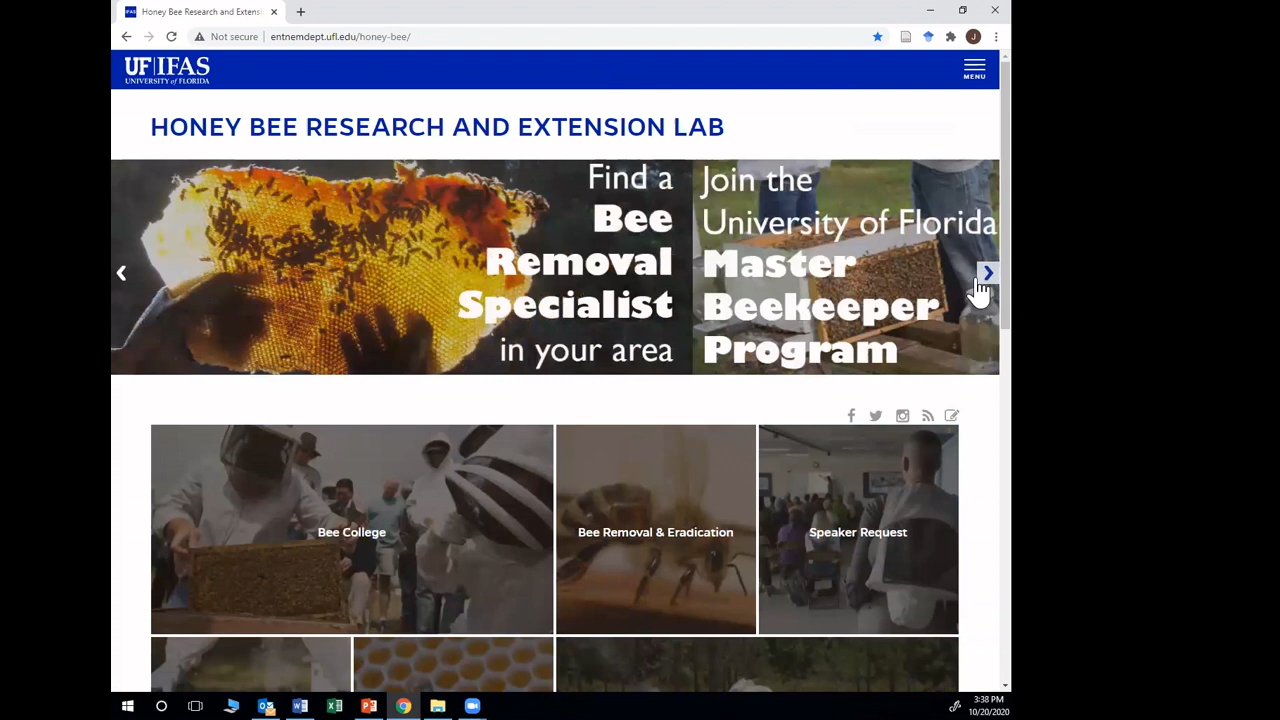 IFAS
Honey Bee Research and Extensi
Not secure
entnemdept.ufl.edu/honey-bee/
J
UF|IFAS
UNIVERSITY of FLORIDA
MENU
HONEY BEE RESEARCH AND EXTENSION LAB
Find a
Bee
Removal
Specialist
in your area
Join the
University of Florida
Master
Beekeeper
Program
Bee College
Bee Removal & Eradication
Speaker Request
3:38 PM
10/20/2020